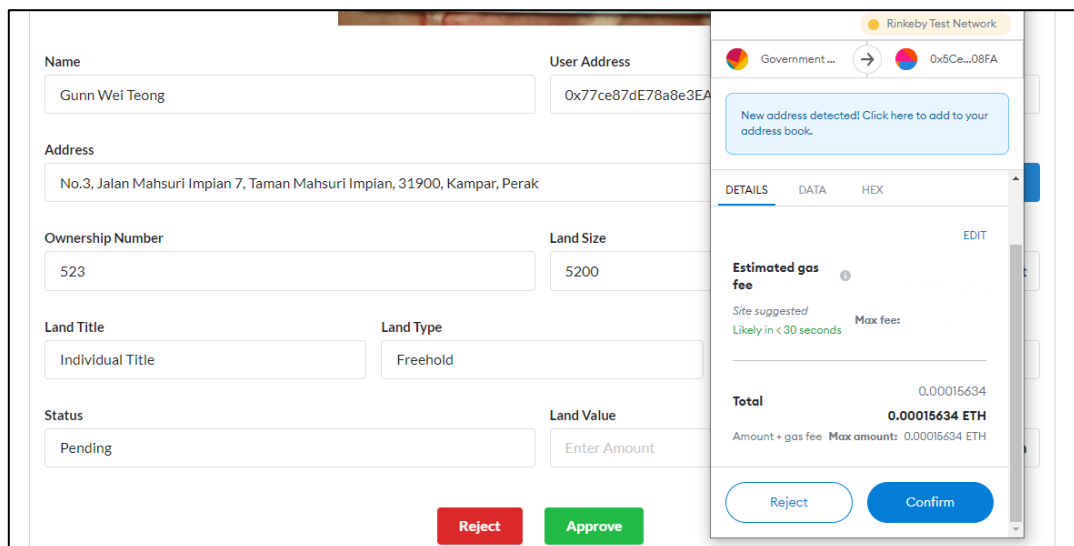 Rinkeby Test Network
Government ...
0x5Ce...08FA
New address detected! Click here to add to your
address book.
Name
User Address
Gunn Wei Teong
0x77ce87dE78a8e3EA
Address
No.3, Jalan Mahsuri Impian 7, Taman Mahsuri Impian, 31900, Kampar, Perak
DETAILS DATA HEX
EDIT
Ownership Number
Land Size
523
5200
Estimated gas
fee
Site suggested
Likely in < 30 seconds
Max fee:
Land Title
Land Type
Individual Title
Freehold
Total
0.00015634
0.00015634 ETH
Amount + gas fee Max amount: 0.00015634 ETH
Status
Land Value
Pending
Enter Amount
Reject
Confirm
Reject
Approve